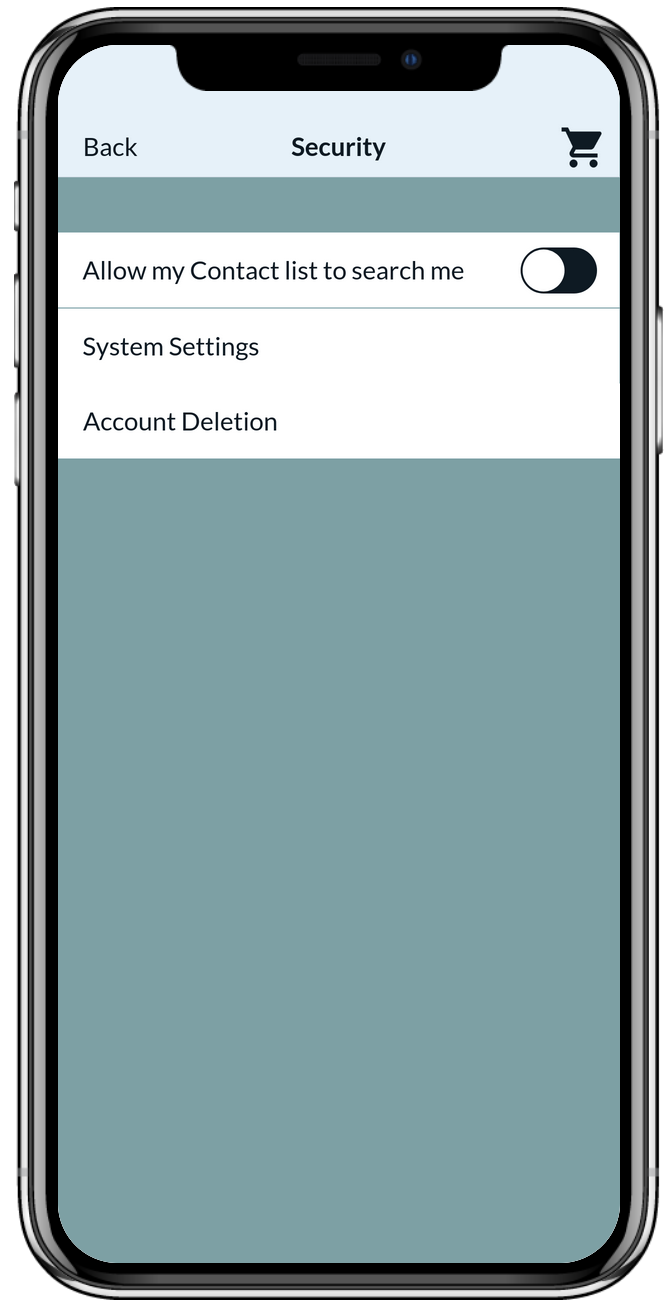 Back
Security
Allow my Contact list to search me
System Settings
Account Deletion